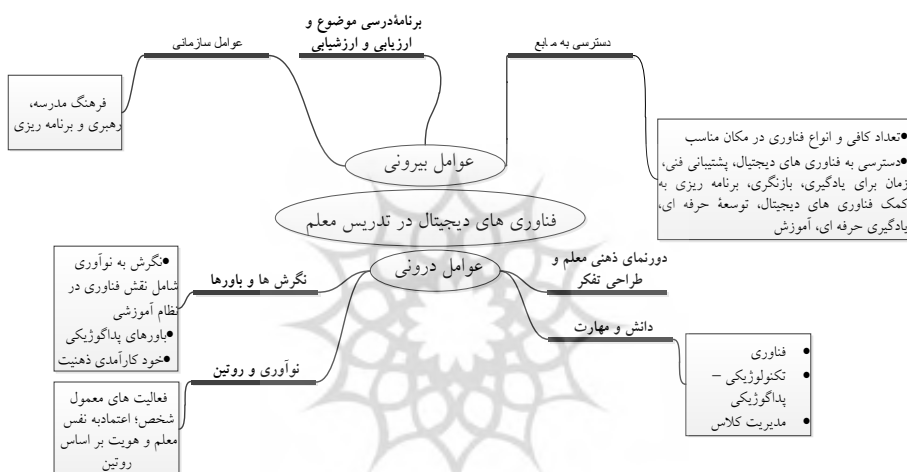 برنامۀدرسی موضوع و
ارزیابی و ارزشیابی
دسترسی به منابع
عوامل سازمانی
فرهنگ مدرسه،
رهبری و برنامه ریزی
●تعداد کافی و انواع فناوری در مکان مناسب
●دسترسی به فناوری های دیجیتال، پشتیبانی فنی،
زمان برای یادگیری، بازنگری، برنامه ریزی به
کمک فناوری های دیجیتال، توسعۀ حرفه ای،
یادگیری حرفه ای، آموزش
عوامل بیرونی
فناوری های دیجیتال در تدریس معلم
عوامل درونی
دورنمای ذهنی معلم و
طراحی تفکر
نگرش ها و باورها
●نگرش به نوآوری
شامل نقش فناوری در
نظام آموزشی
●باورهای پداگوژیکی
●خود کارآمدی ذهنیت
دانش و مهارت
● فناوری
● تکنولوژیکی –
پداگوژیکی
● مدیریت کلاس
نوآوری و روتین
فعالیت های معمول
شخص؛ اعتمادبه نفس
معلم و هویت بر اساس
روتین